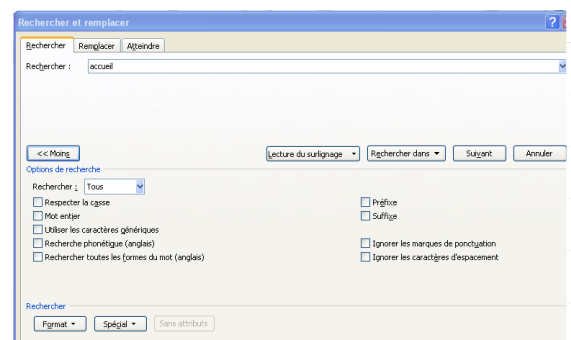 Rechercher et remplacer
Rechercher Remplacer Atteindre
Rechercher : accueil
<< Moins Lecture du surlignage Rechercher dans Suivant Annuler
Options de recherche
Rechercher : Tous
Respecter la casse Préfixe
Mot entier Suffixe
Utiliser les caractères génériques
Recherche phonétique (anglais) Ignorer les marques de ponctuation
Rechercher toutes les formes du mot (anglais) Ignorer les caractères d'espacement
Rechercher
Format Spécial Sans attributs